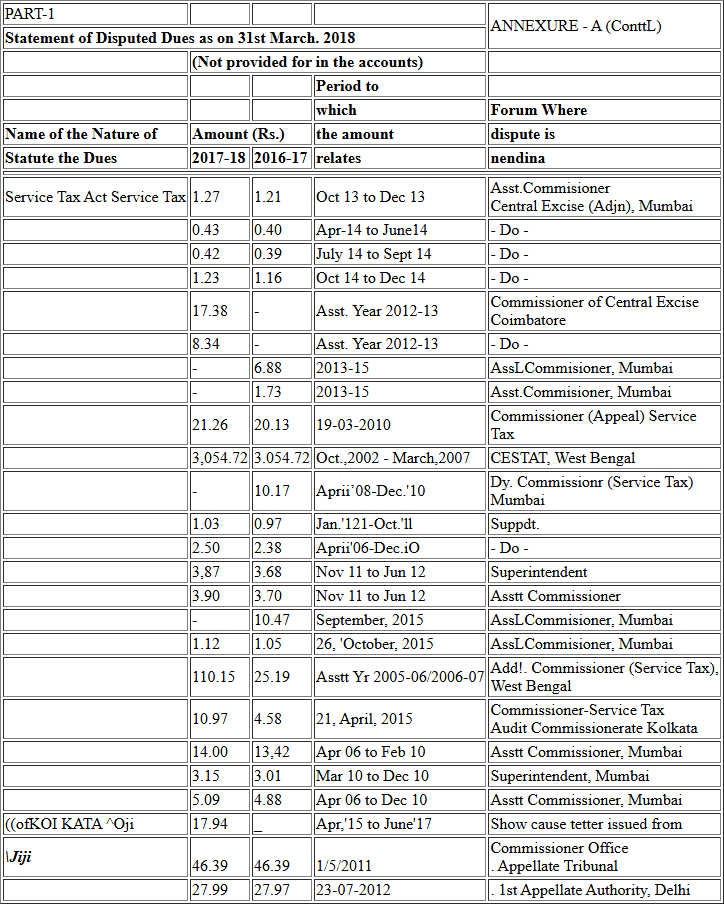 PART-1
ANNEXURE - A (ConttL)
Statement of Disputed Dues as on 31st March. 2018
(Not provided for in the accounts)
Period to
which Forum Where
Name of the Nature of Amount (Rs.) the amount dispute is
Statute the Dues 2017-18 2016-17 relates nendina
Service Tax Act Service Tax 1.27 1.21 Oct 13 to Dec 13 Asst.Commisioner
Central Excise (Adjn), Mumbai
0.43 0.40 Apr-14 to June14 - Do -
0.42 0.39 July 14 to Sept 14 - Do -
1.23 1.16 Oct 14 to Dec 14 - Do -
17.38 - Asst. Year 2012-13 Commissioner of Central Excise
Coimbatore
8.34 - Asst. Year 2012-13 - Do -
- 6.88 2013-15 AssLCommisioner, Mumbai
- 1.73 2013-15 Asst.Commisioner, Mumbai
21.26 20.13 19-03-2010 Commissioner (Appeal) Service
Tax
3,054.72 3.054.72 Oct.,2002 - March,2007 CESTAT, West Bengal
- 10.17 Aprii’08-Dec.'10 Dy. Commissionr (Service Tax)
Mumbai
1.03 0.97 Jan.'121-Oct.'ll Suppdt.
2.50 2.38 Aprii'06-Dec.iO - Do -
3,87 3.68 Nov 11 to Jun 12 Superintendent
3.90 3.70 Nov 11 to Jun 12 Asstt Commissioner
- 10.47 September, 2015 AssLCommisioner, Mumbai
1.12 1.05 26, 'October, 2015 AssLCommisioner, Mumbai
110.15 25.19 Asstt Yr 2005-06/2006-07 Add!. Commissioner (Service Tax),
West Bengal
10.97 4.58 21, April, 2015 Commissioner-Service Tax
Audit Commissionerate Kolkata
14.00 13,42 Apr 06 to Feb 10 Asstt Commissioner, Mumbai
3.15 3.01 Mar 10 to Dec 10 Superintendent, Mumbai
5.09 4.88 Apr 06 to Dec 10 Asstt Commissioner, Mumbai
((ofKOI KATA ^Oji 17.94 _ Apr,'15 to June'17 Show cause tetter issued from
\Jiji 46.39 46.39 1/5/2011 Commissioner Office
. Appellate Tribunal
27.99 27.97 23-07-2012 . 1st Appellate Authority, Delhi